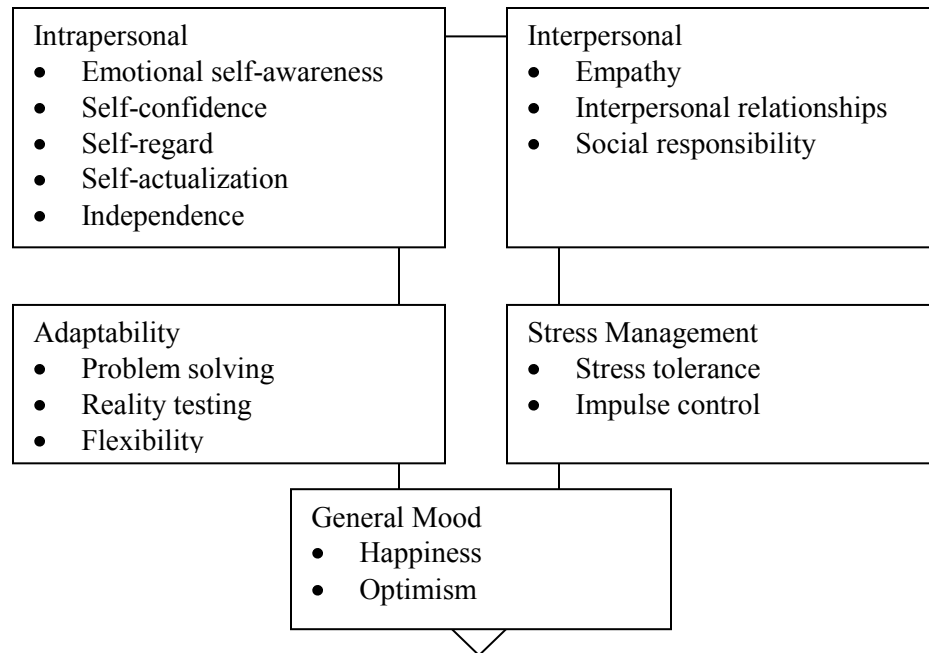 Intrapersonal
• Emotional self-awareness
• Self-confidence
• Self-regard
• Self-actualization
• Independence
Interpersonal
• Empathy
• Interpersonal relationships
• Social responsibility
Adaptability
• Problem solving
• Reality testing
• Flexibility
Stress Management
• Stress tolerance
• Impulse control
General Mood
• Happiness
• Optimism